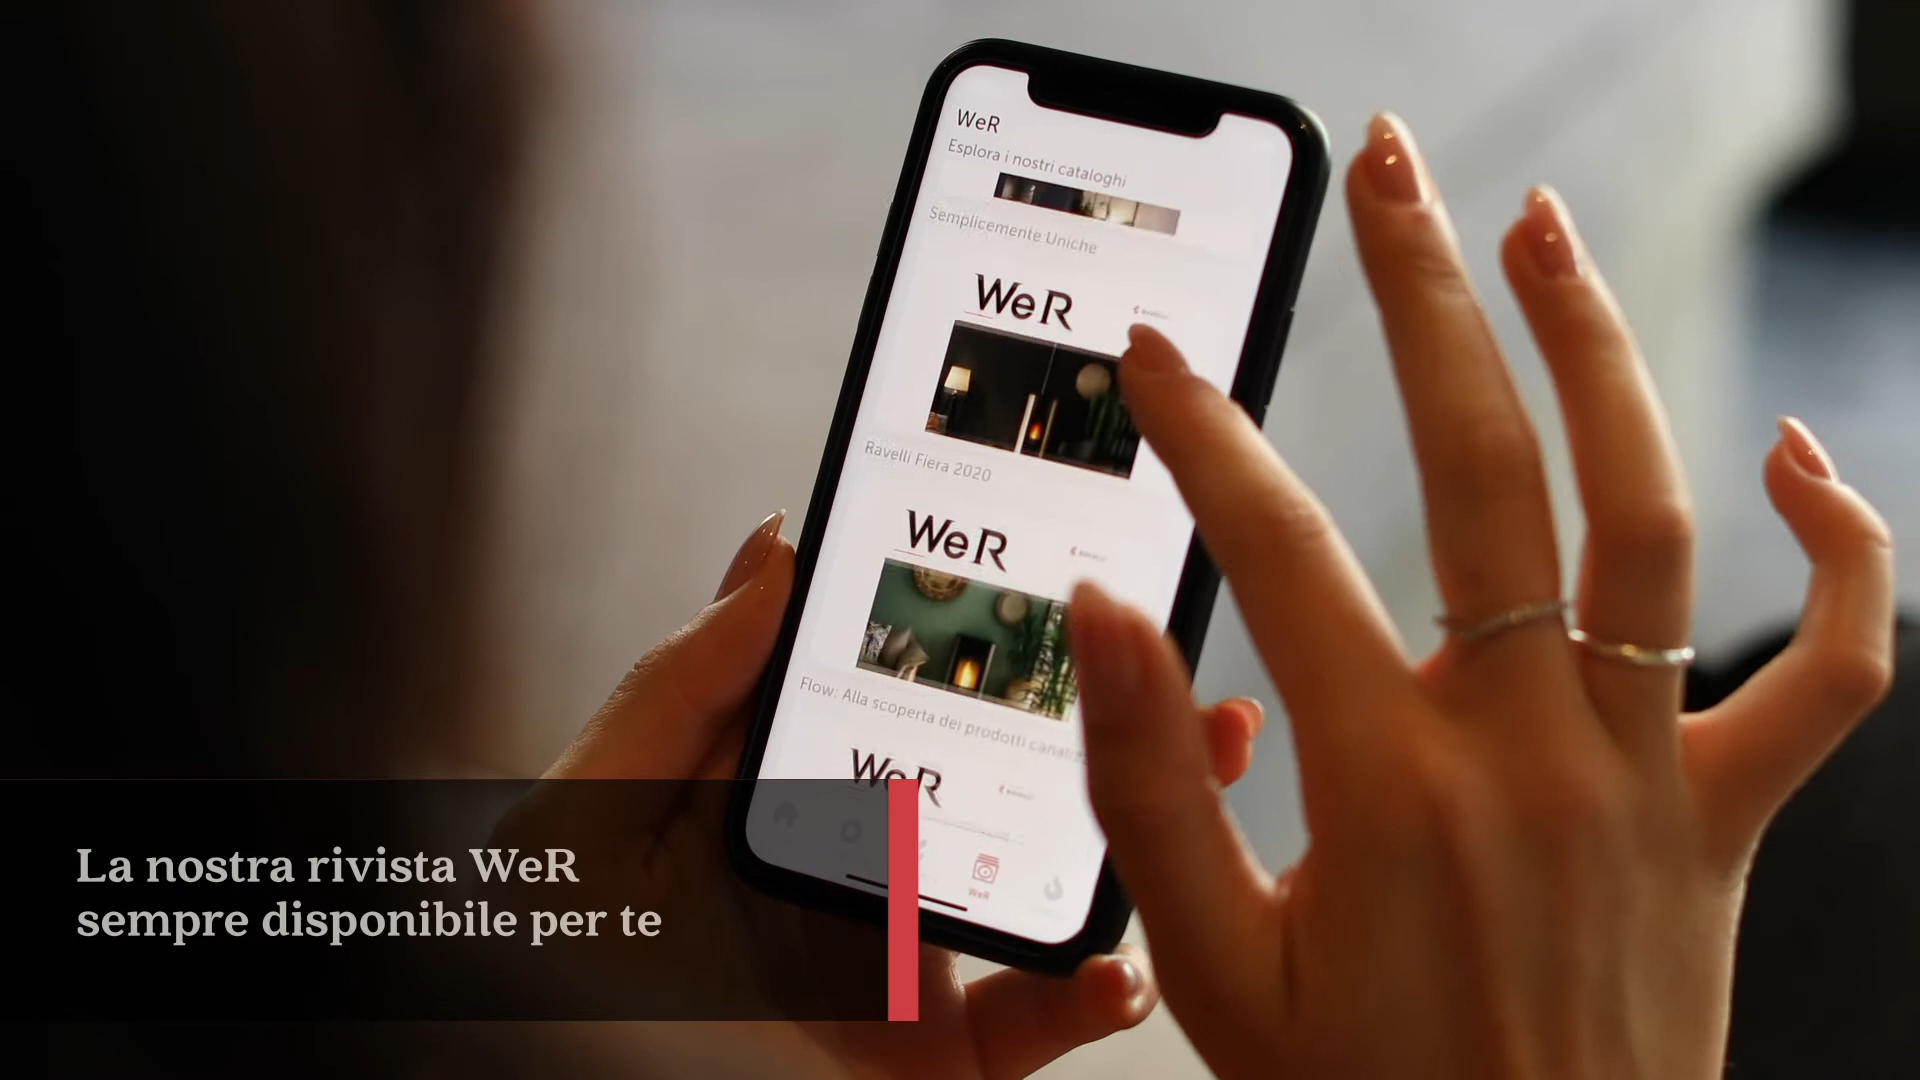 WeR
Esplora i nostri cataloghi
Semplicemente Uniche
WeR
Ravelli Fiera 2020
WeR
Flow: Alla scoperta dei prodotti
WeR
WeR
La nostra rivista WeR
sempre disponibile per te